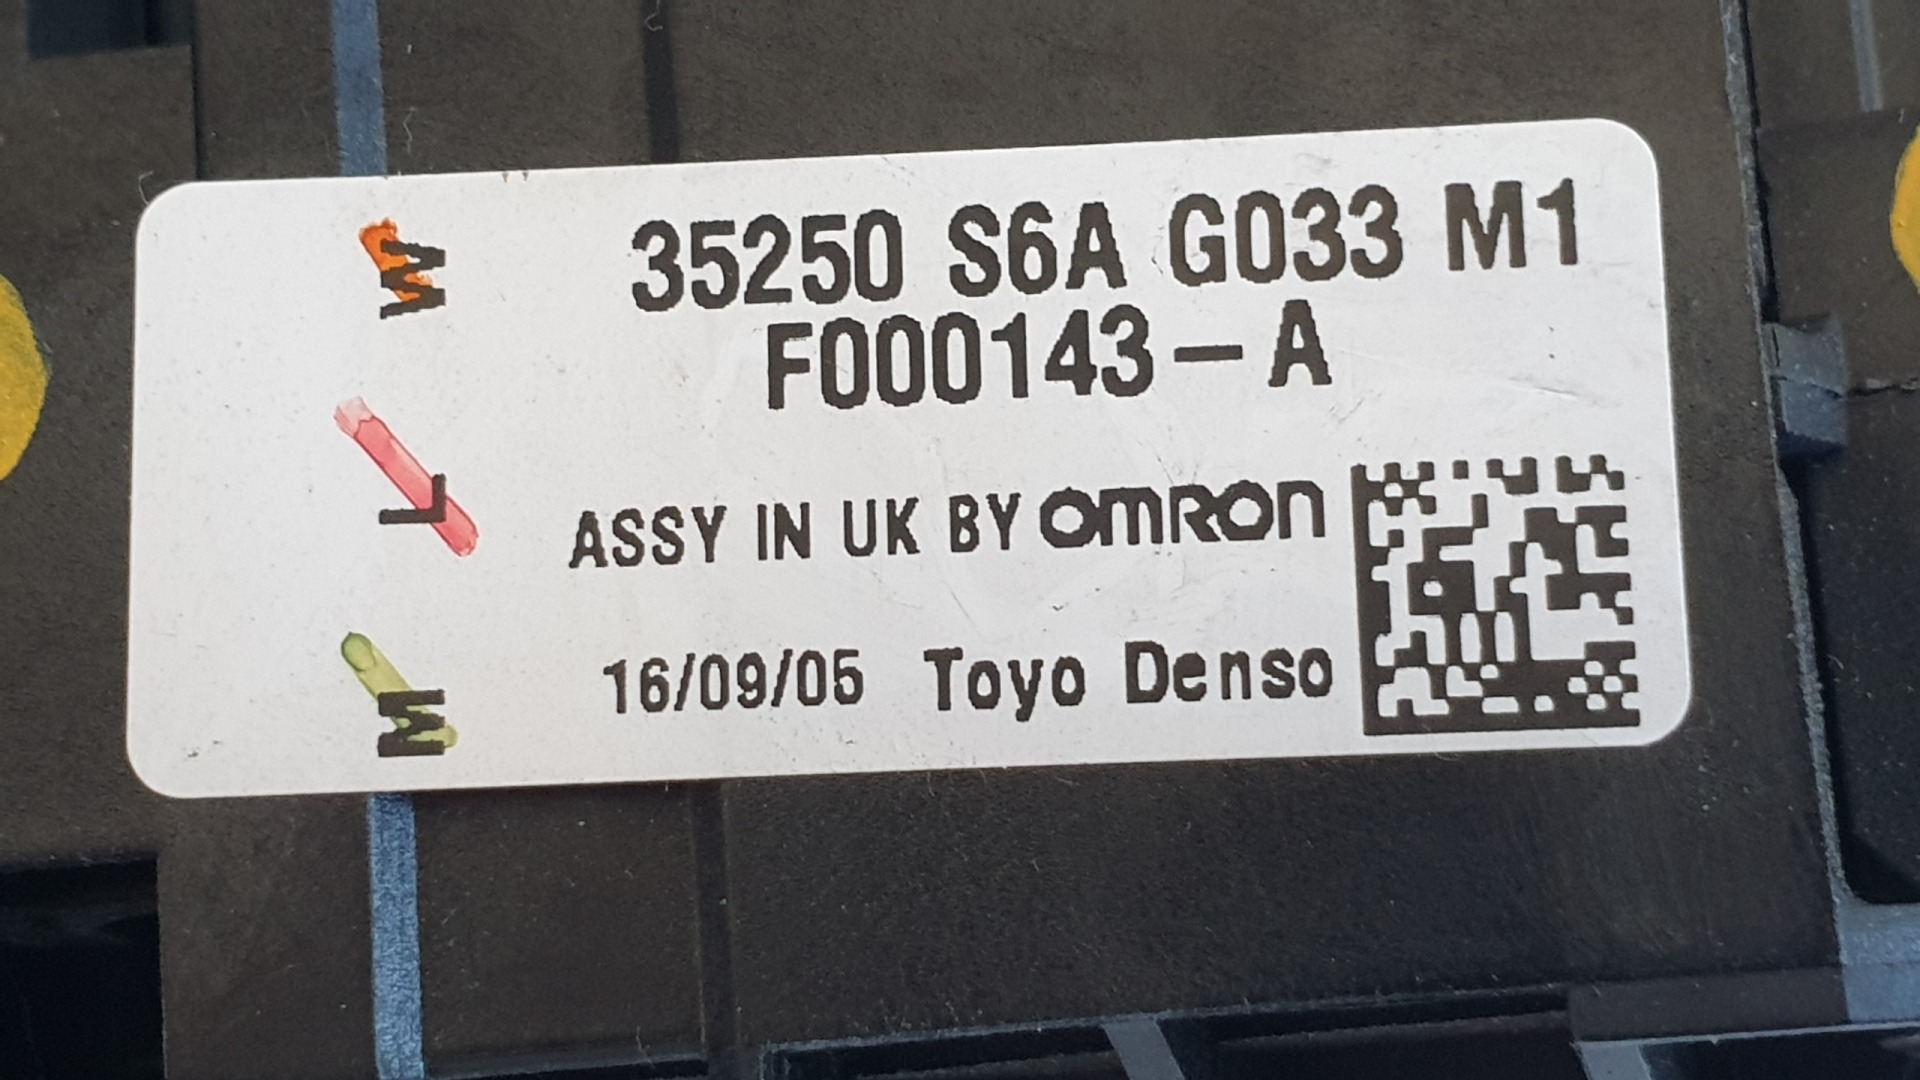 35250 S6A G033 M1
F000143-A
ASSY IN UK BY OMRON
16/09/05 Toyo Denso
W
L
M